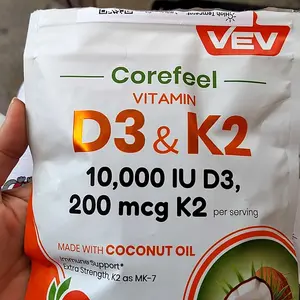 VEV
Corefeel
VITAMIN
D3 & K2
10,000 IU D3,
200 mcg K2 per serving
MADE WITH COCONUT OIL
Immune Support*
Extra Strength, K2 as MK-7